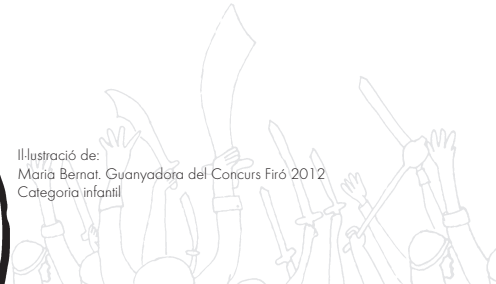 Il·lustració de:
Maria Bernat. Guanyadora del Concurs Firó 2012
Categoria infantil